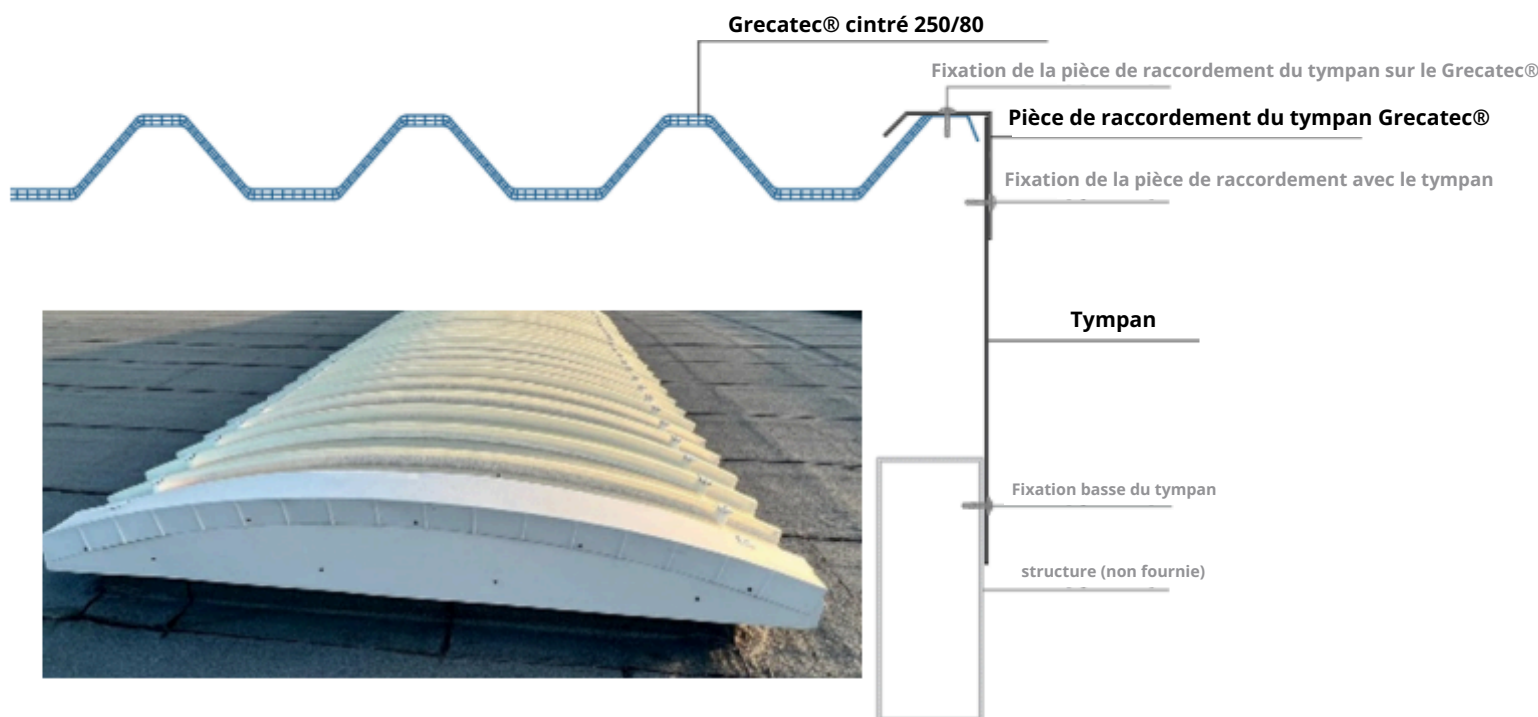 Grecatec® cintré 250/80
Fixation de la pièce de raccordement du tympan sur le Grecatec®
Pièce de raccordement du tympan Grecatec®
Fixation de la pièce de raccordement avec le tympan
Tympan
Fixation basse du tympan
structure (non fournie)